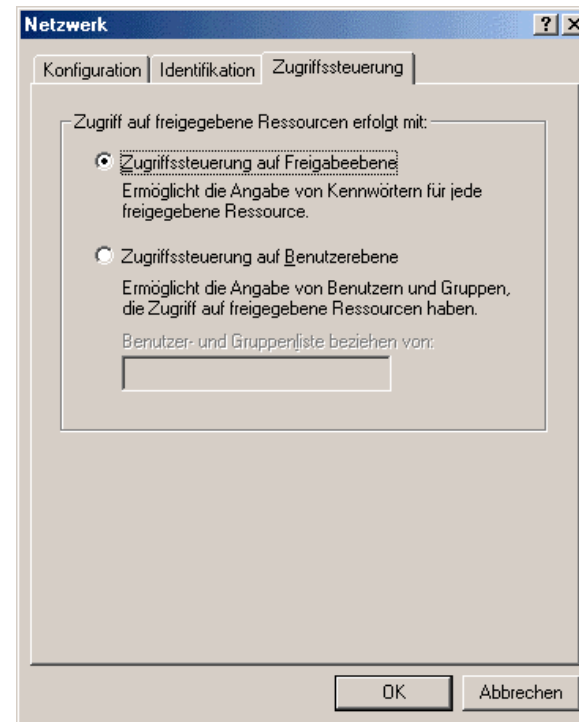 Netzwerk
Konfiguration Identifikation Zugriffssteuerung
Zugriff auf freigegebene Ressourcen erfolgt mit:
Zugriffssteuerung auf Freigabeebene
Ermöglicht die Angabe von Kennwörtern für jede
freigegebene Ressource.
Zugriffssteuerung auf Benutzerebene
Ermöglicht die Angabe von Benutzern und Gruppen,
die Zugriff auf freigegebene Ressourcen haben.
Benutzer- und Gruppenliste beziehen von:
OK Abbrechen